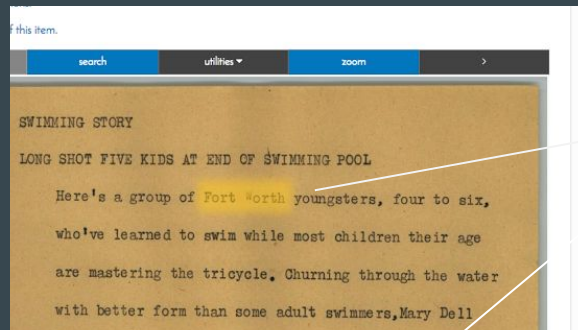 f this item.
search utilities ▾ zoom >
SWIMMING STORY
LONG SHOT FIVE KIDS AT END OF SWIMMING POOL
Here's a group of Fort Worth youngsters, four to six,
who've learned to swim while most children their age
are mastering the tricycle. Churning through the water
with better form than some adult swimmers,Mary Dell